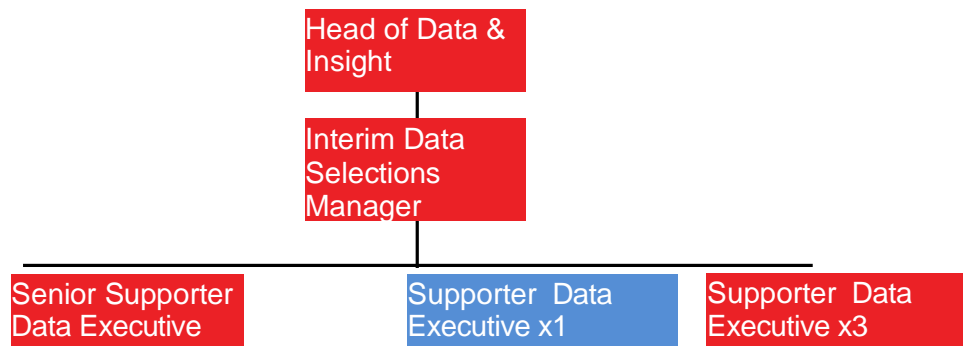 Head of Data &
Insight
Interim Data
Selections
Manager
Senior Supporter
Data Executive
Supporter Data
Executive x1
Supporter Data
Executive x3